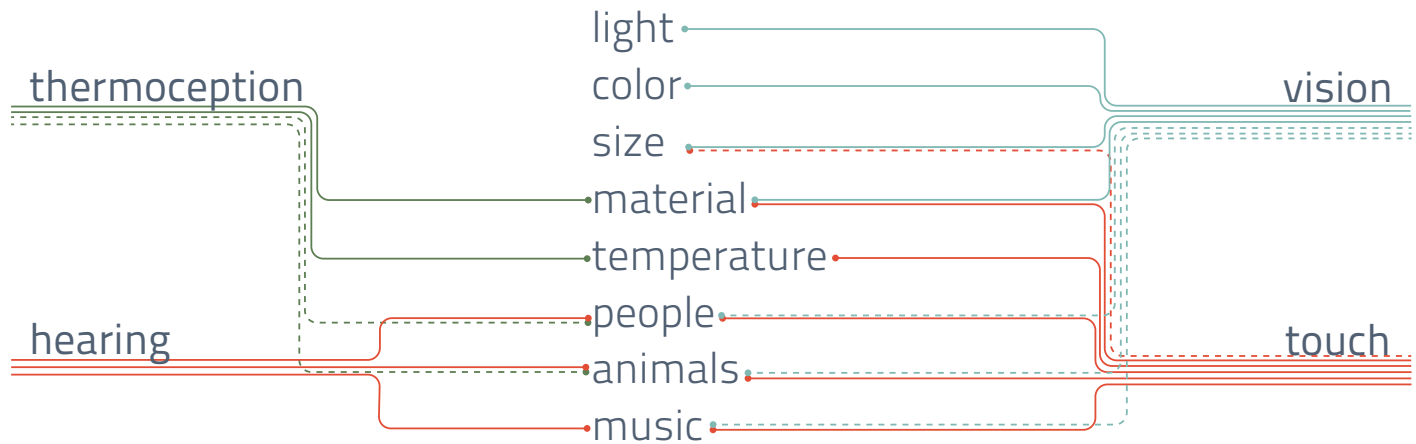 light
thermoception
color
vision
size
material
temperature
people
hearing
touch
animals
music